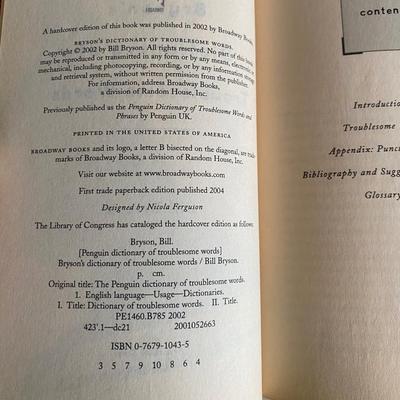 A hardcover edition of this book was published in 2002 by Broadway Books.
BRYSON'S DICTIONARY OF TROUBLESOME WORDS.
Copyright © 2002 by Bill Bryson. All rights reserved. No part of this book
may be reproduced or transmitted in any form or by any means, electronic or
mechanical, including photocopying, recording, or by any information storage
and retrieval system, without written permission from the publisher.
For information, address Broadway Books,
a division of Random House, Inc.
Previously published as the Penguin Dictionary of Troublesome Words and
Phrases by Penguin UK.
PRINTED IN THE UNITED STATES OF AMERICA
BROADWAY BOOKS and its logo, a letter B bisected on the diagonal, are trade
marks of Broadway Books, a division of Random House, Inc.
Visit our website at www.broadwaybooks.com
First trade paperback edition published 2004
Designed by Nicola Ferguson
The Library of Congress has cataloged the hardcover edition as follows:
Bryson, Bill.
[Penguin dictionary of troublesome words]
Bryson's dictionary of troublesome words / Bill Bryson.
p. cm.
Original title: The Penguin dictionary of troublesome words.
1. English language—Usage—Dictionaries.
I. Title: Dictionary of troublesome words. II. Title.
PE1460.B785 2002
423'.1—dc21 2001052663
ISBN 0-7679-1043-5
3 5 7 9 10 8 6 4
conten
Introductio
Troublesome
Appendix: Punc
Bibliography and Sugg
Glossary